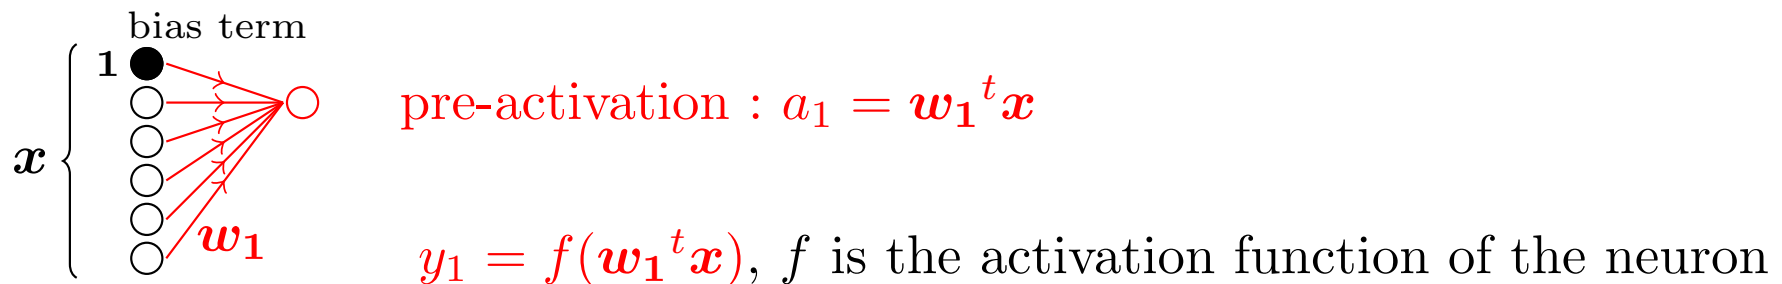 bias term
1
pre-activation : a₁ = w₁ᵗx
x
w₁
y₁ = f(w₁ᵗx), f is the activation function of the neuron